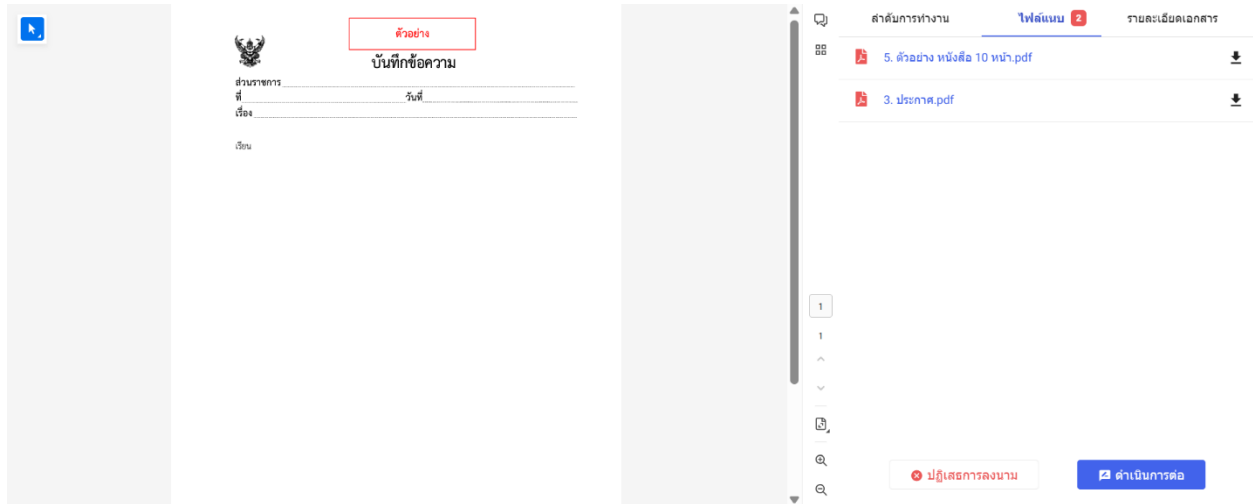 ตัวอย่าง
บันทึกข้อความ
ส่วนราชการ
ที่ วันที่
เรื่อง
เรียน
1
1
ลำดับการทำงาน ไฟล์แนบ 2 รายละเอียดเอกสาร
5. ตัวอย่าง หนังสือ 10 หน้า.pdf
3. ประกาศ.pdf
ปฏิเสธการลงนาม ดำเนินการต่อ